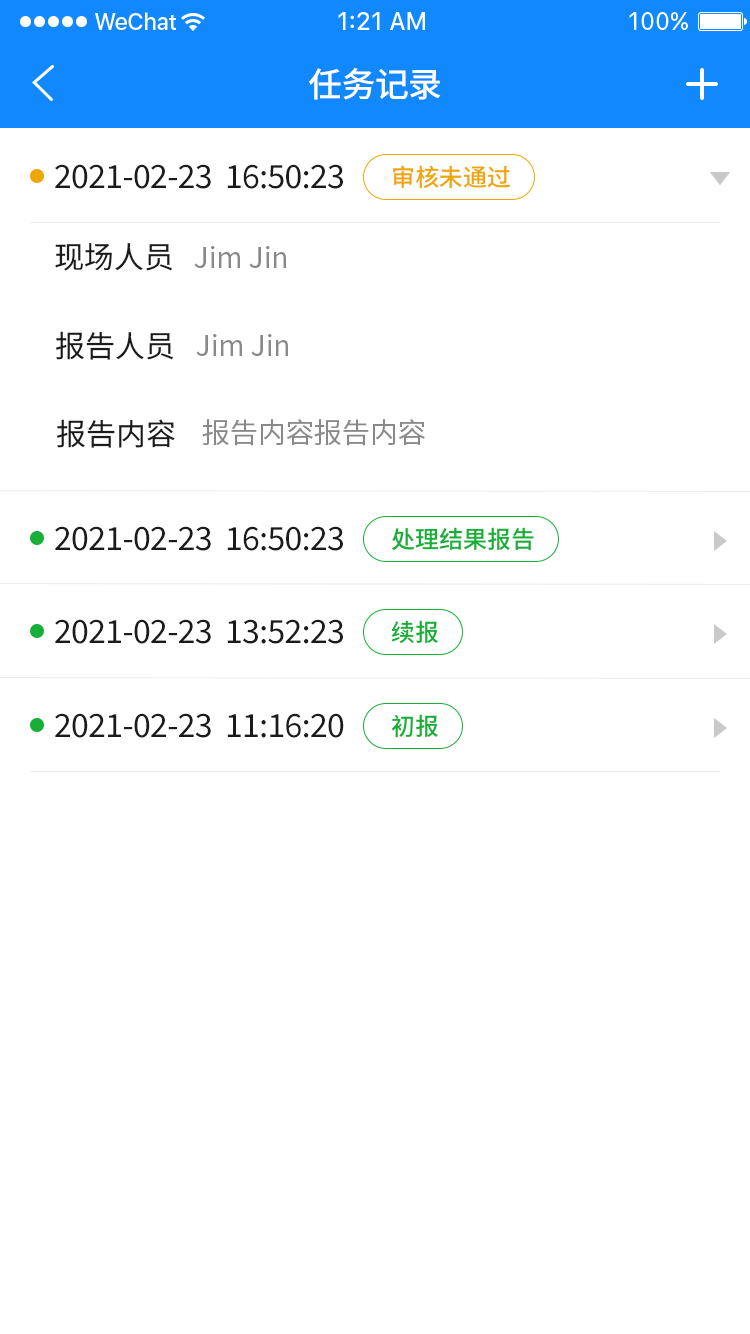 WeChat 1:21 AM 100%
任务记录
2021-02-23 16:50:23 审核未通过
现场人员 Jim Jin
报告人员 Jim Jin
报告内容 报告内容报告内容
2021-02-23 16:50:23 处理结果报告
2021-02-23 13:52:23 续报
2021-02-23 11:16:20 初报